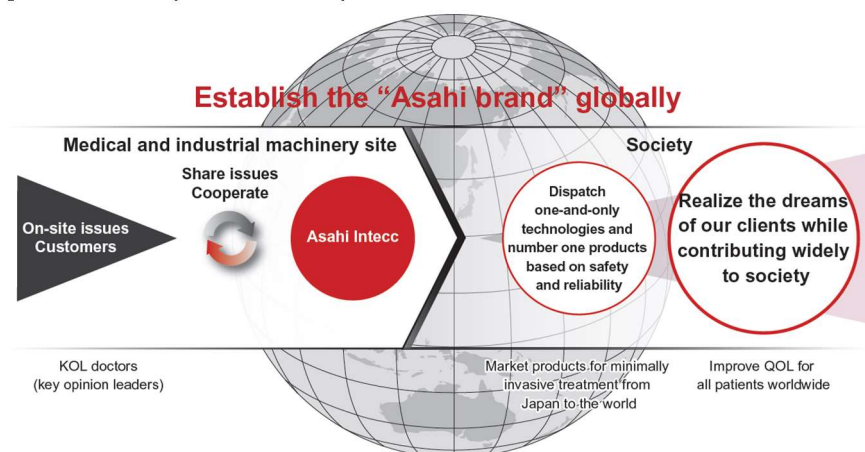 Establish the “Asahi brand” globally
Medical and industrial machinery site
Society
On-site issues
Customers
Share issues
Cooperate
Asahi Intecc
Dispatch
one-and-only
technologies and
number one products
based on safety
and reliability
Realize the dreams
of our clients while
contributing widely
to society
KOL doctors
(key opinion leaders)
Market products for minimally
invasive treatment from
Japan to the world
Improve QOL for
all patients worldwide